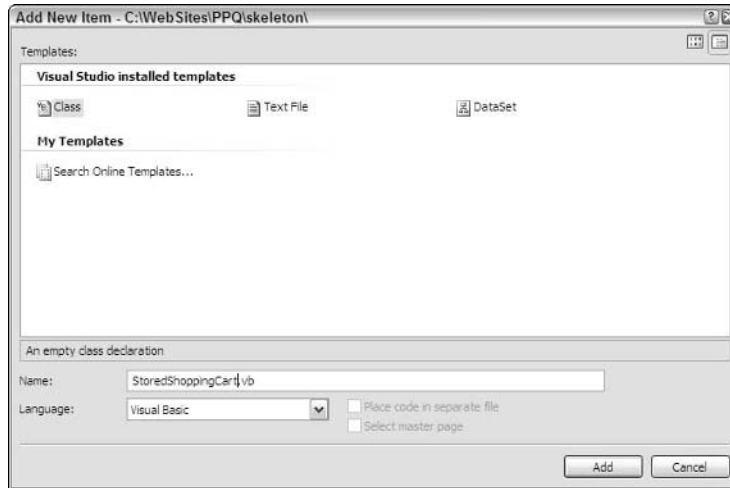 Add New Item - C:\WebSites\PPQ\skeleton\
Templates:
Visual Studio installed templates
Class
Text File
DataSet
My Templates
Search Online Templates...
An empty class declaration
Name:
StoredShoppingCart.vb
Language:
Visual Basic
Place code in separate file
Select master page
Add
Cancel